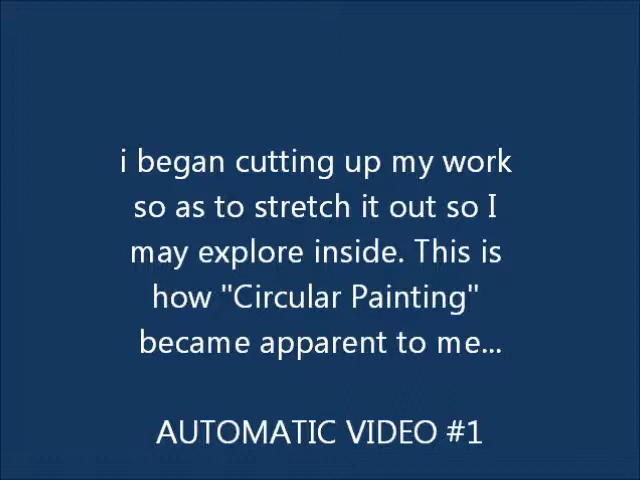 i began cutting up my work
so as to stretch it out so I
may explore inside. This is
how "Circular Painting"
became apparent to me...
AUTOMATIC VIDEO #1